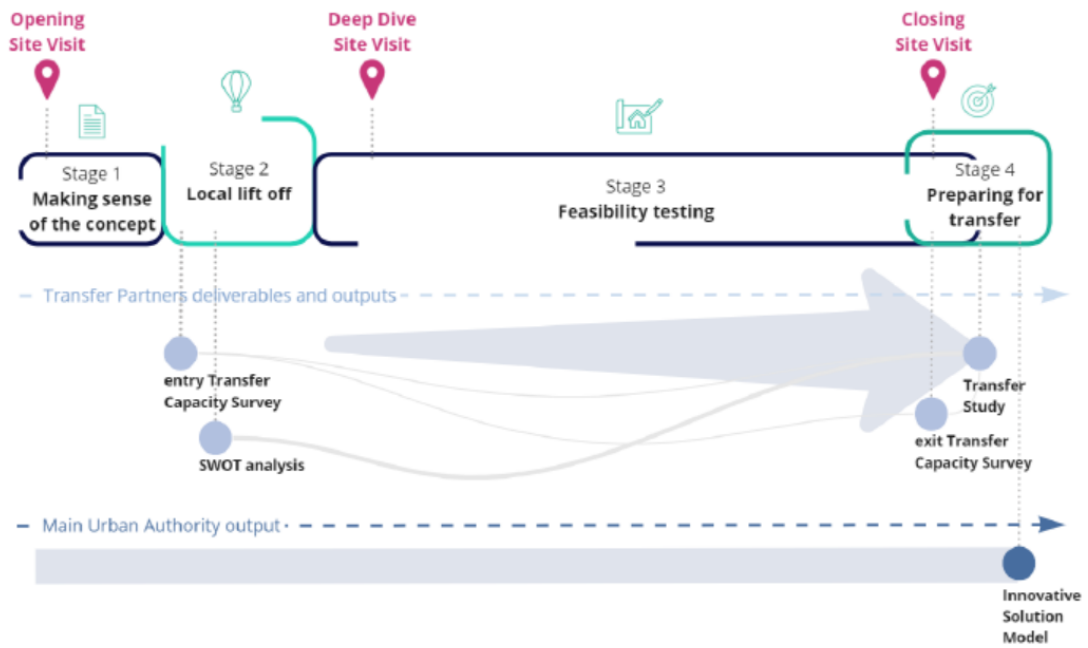 Opening
Site Visit
Deep Dive
Site Visit
Closing
Site Visit
Stage 1
Making sense
of the concept
Stage 2
Local lift off
Stage 3
Feasibility testing
Stage 4
Preparing for
transfer
Transfer Partners deliverables and outputs
entry Transfer
Capacity Survey
SWOT analysis
Transfer
Study
exit Transfer
Capacity Survey
Main Urban Authority output
Innovative
Solution
Model